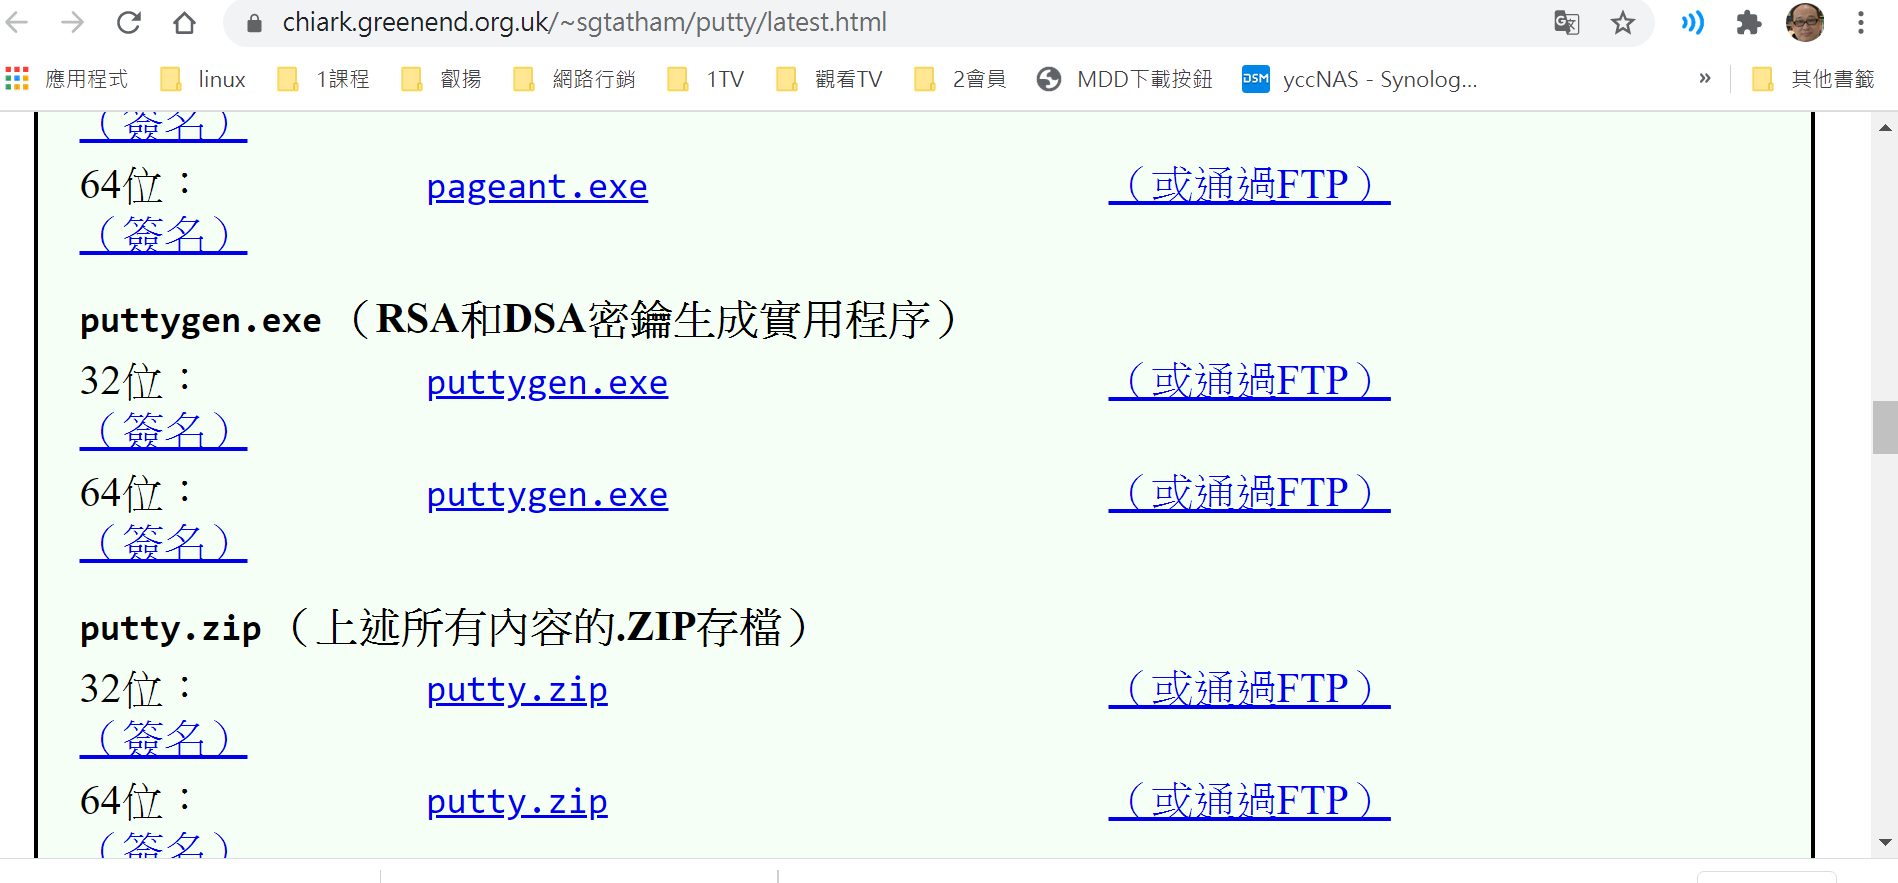 chiark.greenend.org.uk/~sgtatham/putty/latest.html
應用程式 linux 1課程 叡揚 網路行銷 1TV 觀看TV 2會員 MDD下載按鈕 DSM yccNAS - Synolog... » 其他書籤
（簽名）
64位： pageant.exe （或通過FTP）
（簽名）
puttygen.exe （RSA和DSA密鑰生成實用程序）
32位： puttygen.exe （或通過FTP）
（簽名）
64位： puttygen.exe （或通過FTP）
（簽名）
putty.zip （上述所有內容的.ZIP存檔）
32位： putty.zip （或通過FTP）
（簽名）
64位： putty.zip （或通過FTP）
（簽名）